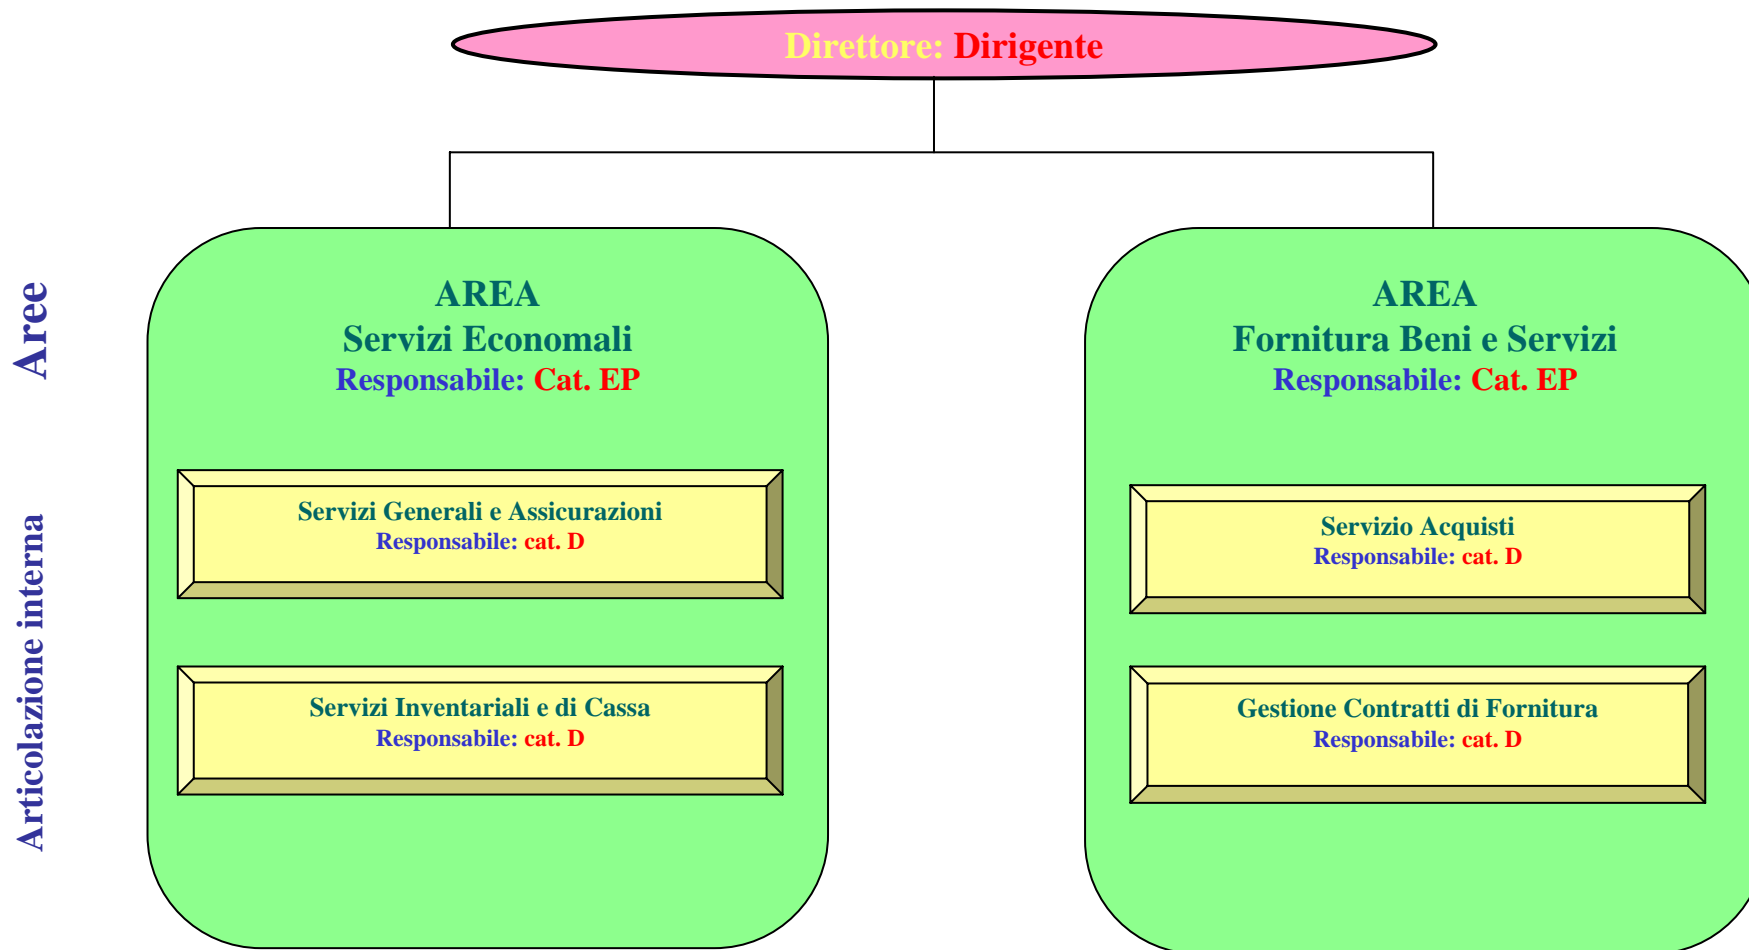 Direttore: Dirigente
Aree
AREA
Servizi Economali
Responsabile: Cat. EP
AREA
Fornitura Beni e Servizi
Responsabile: Cat. EP
Articolazione interna
Servizi Generali e Assicurazioni
Responsabile: cat. D
Servizio Acquisti
Responsabile: cat. D
Servizi Inventariali e di Cassa
Responsabile: cat. D
Gestione Contratti di Fornitura
Responsabile: cat. D